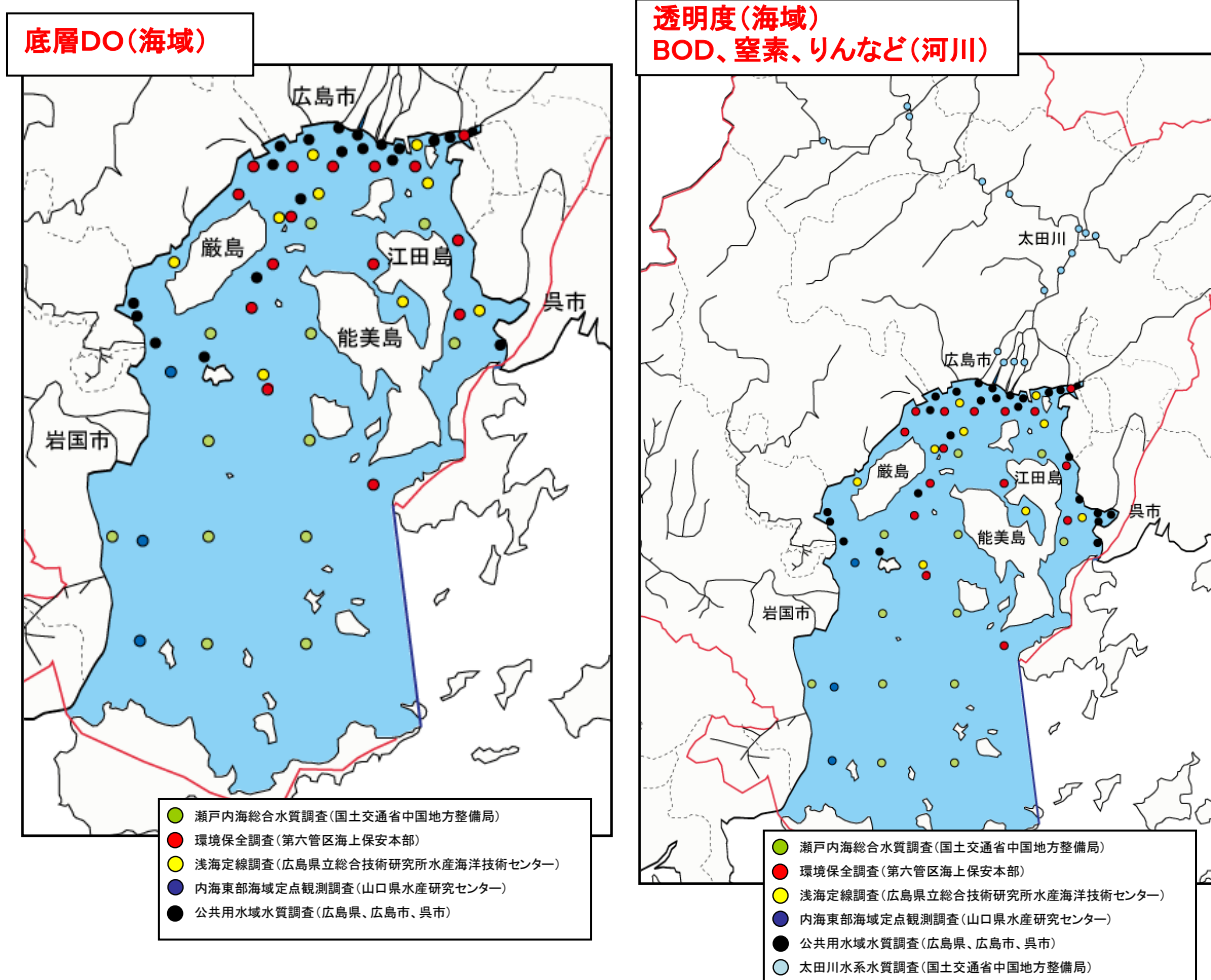 底層DO(海域)
広島市
厳島
江田島
呉市
能美島
岩国市
瀬戸内海総合水質調査(国土交通省中国地方整備局)
環境保全調査(第六管区海上保安本部)
浅海定線調査(広島県立総合技術研究所水産海洋技術センター)
内海東部海域定点観測調査(山口県水産研究センター)
公共用水域水質調査(広島県、広島市、呉市)
透明度(海域)
BOD、窒素、りんなど(河川)
太田川
広島市
厳島
江田島
呉市
能美島
岩国市
瀬戸内海総合水質調査(国土交通省中国地方整備局)
環境保全調査(第六管区海上保安本部)
浅海定線調査(広島県立総合技術研究所水産海洋技術センター)
内海東部海域定点観測調査(山口県水産研究センター)
公共用水域水質調査(広島県、広島市、呉市)
太田川水系水質調査(国土交通省中国地方整備局)